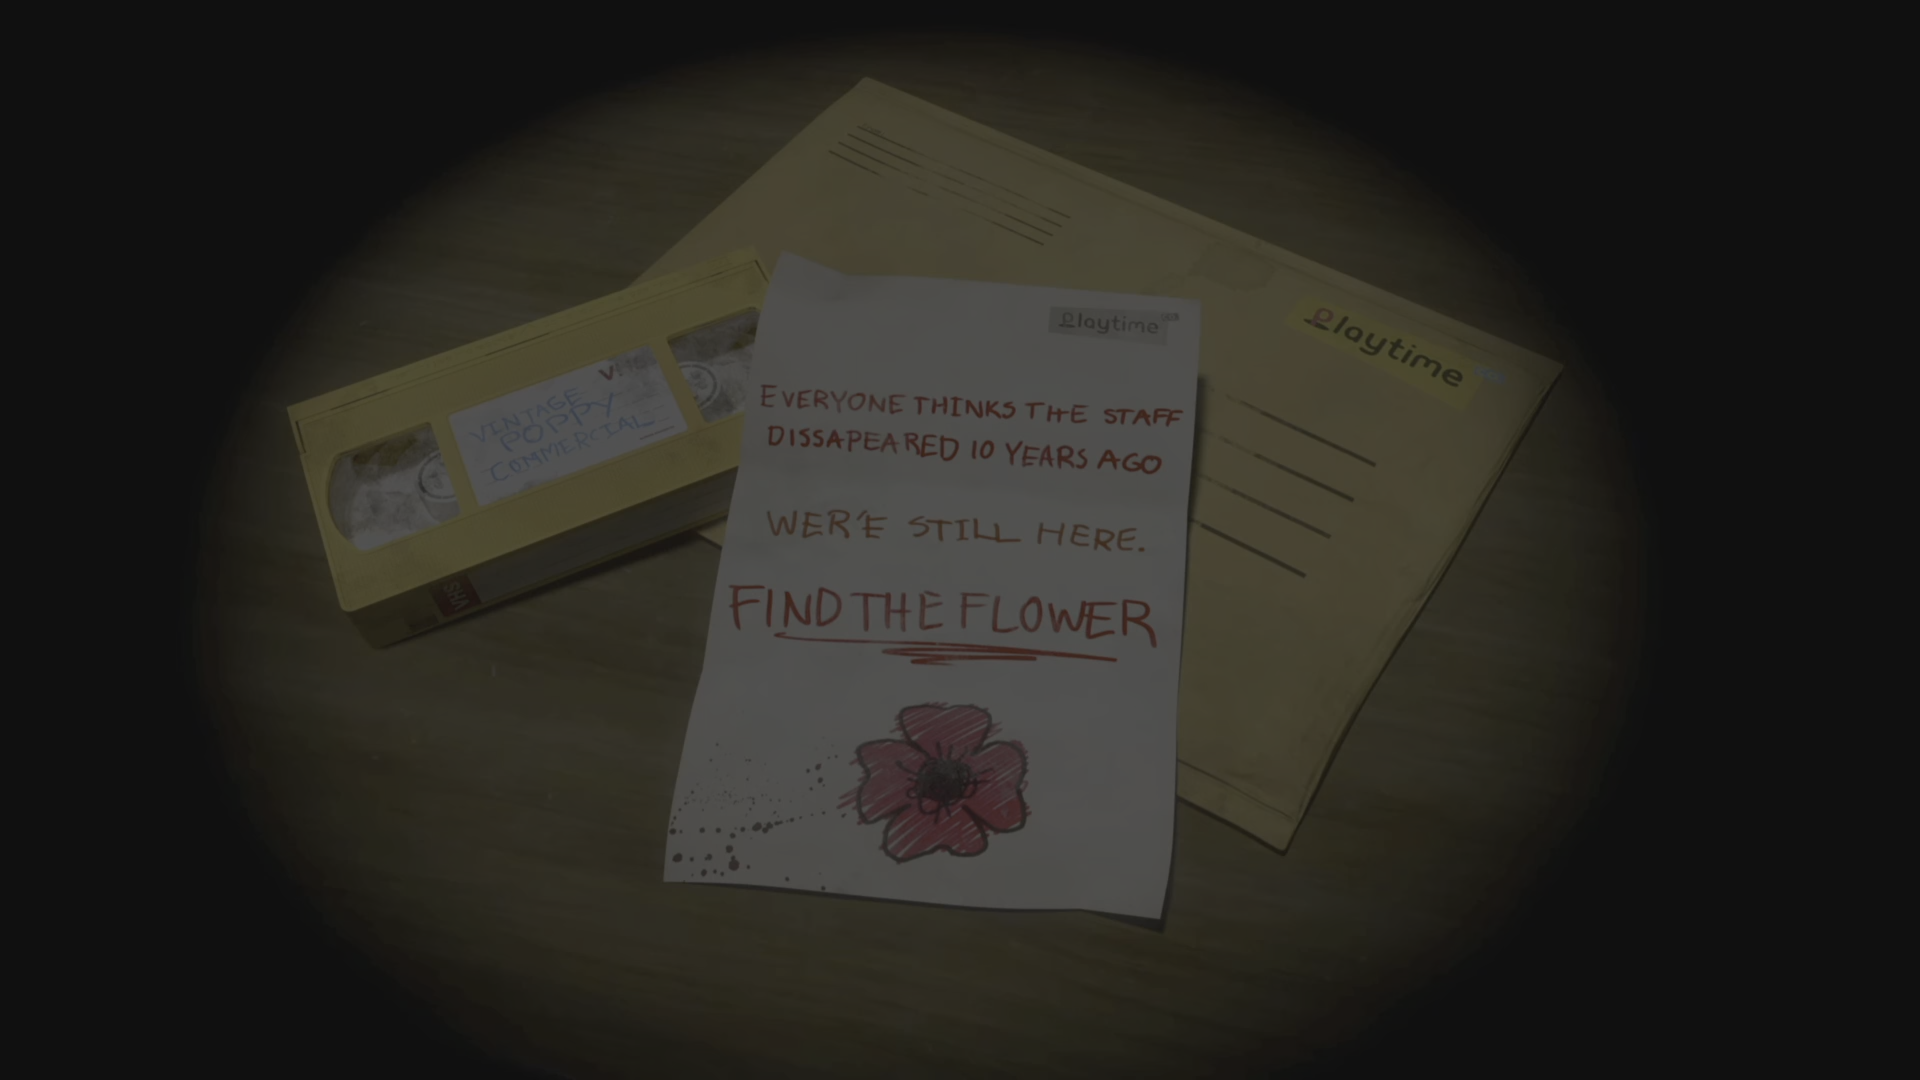 Playtime
Playtime
VHS
VINTAGE
POPPY
COMMERCIAL
EVERYONE THINKS THE STAFF
DISSAPEARED 10 YEARS AGO
WER'E STILL HERE.
FIND THE FLOWER
VHS